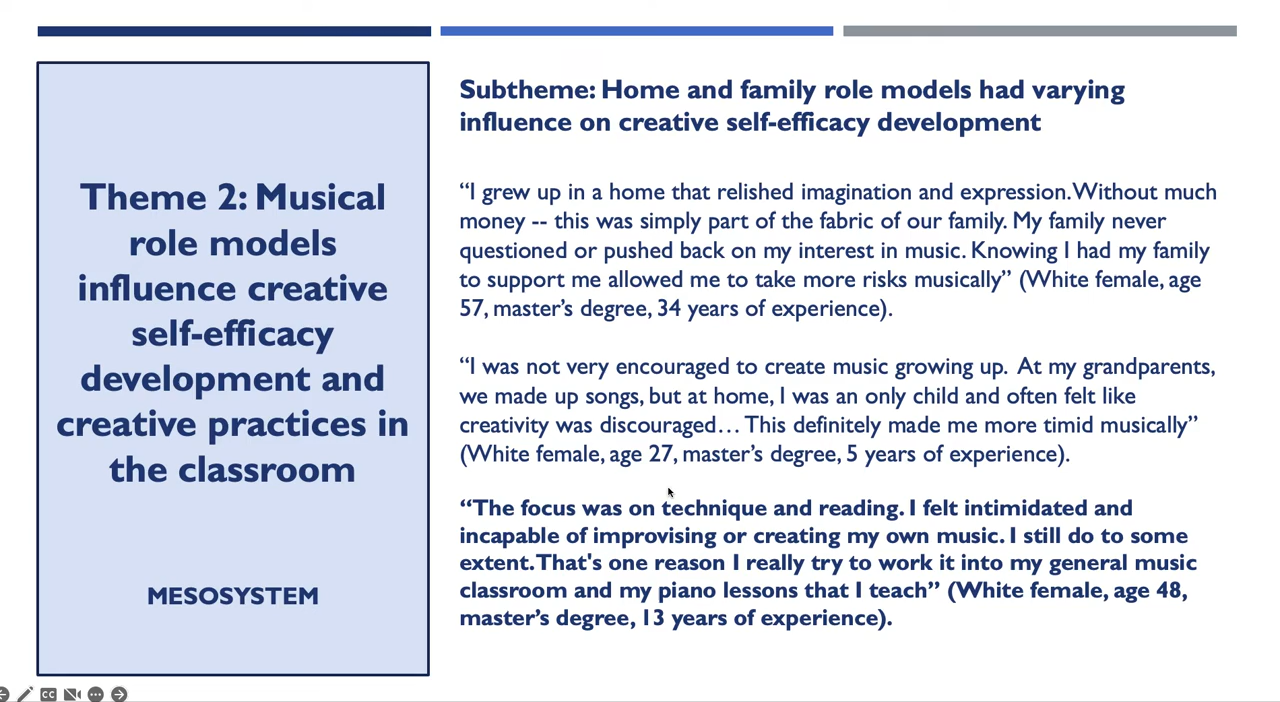 Theme 2: Musical
role models
influence creative
self-efficacy
development and
creative practices in
the classroom
MESOSYSTEM
Subtheme: Home and family role models had varying
influence on creative self-efficacy development
“I grew up in a home that relished imagination and expression. Without much
money -- this was simply part of the fabric of our family. My family never
questioned or pushed back on my interest in music. Knowing I had my family
to support me allowed me to take more risks musically” (White female, age
57, master’s degree, 34 years of experience).
“I was not very encouraged to create music growing up. At my grandparents,
we made up songs, but at home, I was an only child and often felt like
creativity was discouraged… This definitely made me more timid musically”
(White female, age 27, master’s degree, 5 years of experience).
“The focus was on technique and reading. I felt intimidated and
incapable of improvising or creating my own music. I still do to some
extent. That's one reason I really try to work it into my general music
classroom and my piano lessons that I teach” (White female, age 48,
master’s degree, 13 years of experience).
CC